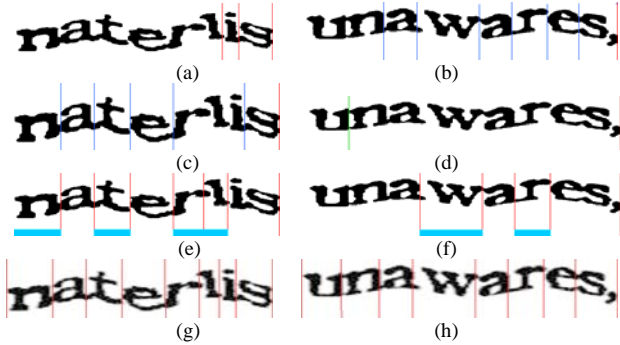 naterlis unawares,
(a) (b)
naterlis unawares,
(c) (d)
naterlis unawares,
(e) (f)
naterlis unawares,
(g) (h)